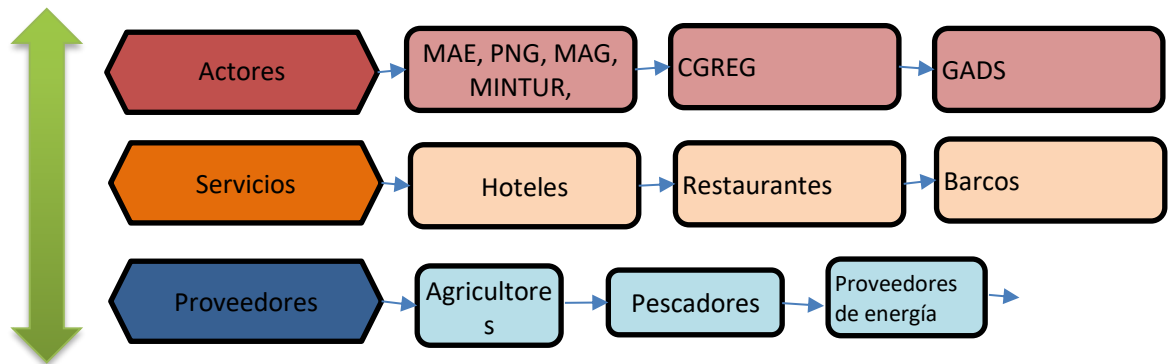 Actores
MAE, PNG, MAG,
MINTUR,
CGREG
GADS
Servicios
Hoteles
Restaurantes
Barcos
Proveedores
Agricultore
s
Pescadores
Proveedores
de energía